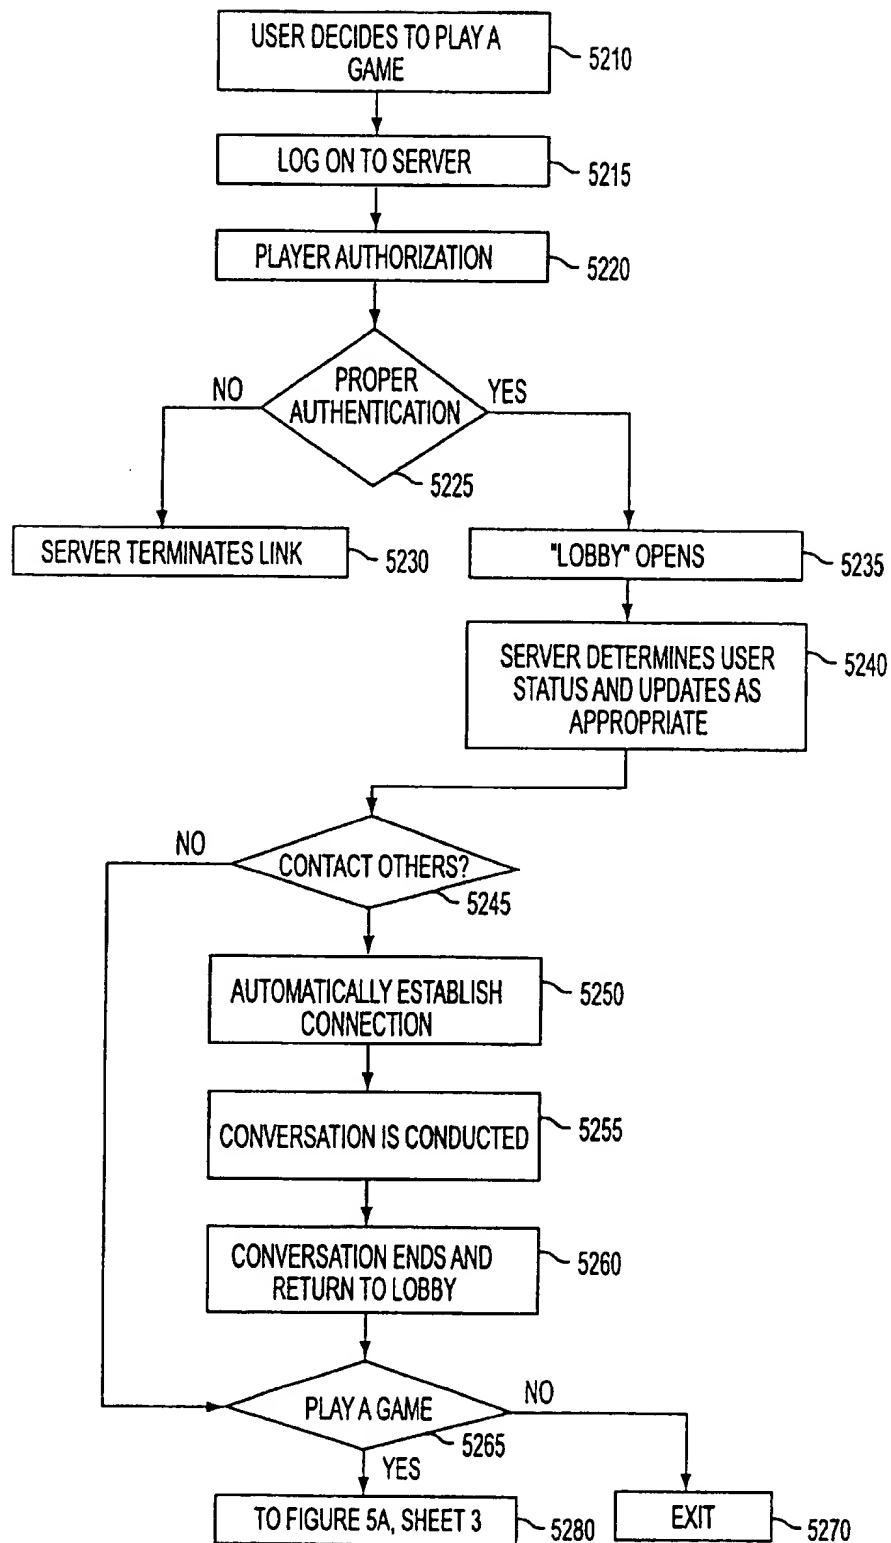 USER DECIDES TO PLAY A
GAME
5210
LOG ON TO SERVER
5215
PLAYER AUTHORIZATION
5220
PROPER
AUTHENTICATION
NO
YES
5225
SERVER TERMINATES LINK
5230
"LOBBY" OPENS
5235
SERVER DETERMINES USER
STATUS AND UPDATES AS
APPROPRIATE
5240
NO
CONTACT OTHERS?
5245
AUTOMATICALLY ESTABLISH
CONNECTION
5250
CONVERSATION IS CONDUCTED
5255
CONVERSATION ENDS AND
RETURN TO LOBBY
5260
PLAY A GAME
NO
5265
YES
TO FIGURE 5A, SHEET 3
5280
EXIT
5270